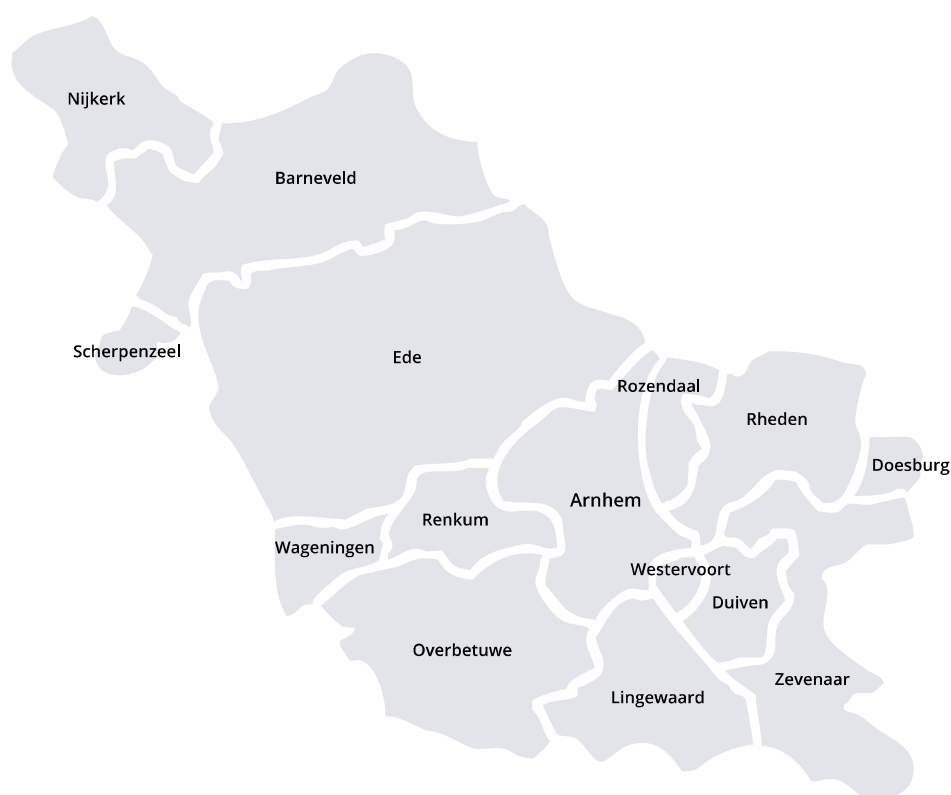 Nijkerk
Barneveld
Scherpenzeel
Ede
Rozendaal
Rheden
Doesburg
Arnhem
Renkum
Wageningen
Westervoort
Duiven
Overbetuwe
Zevenaar
Lingewaard